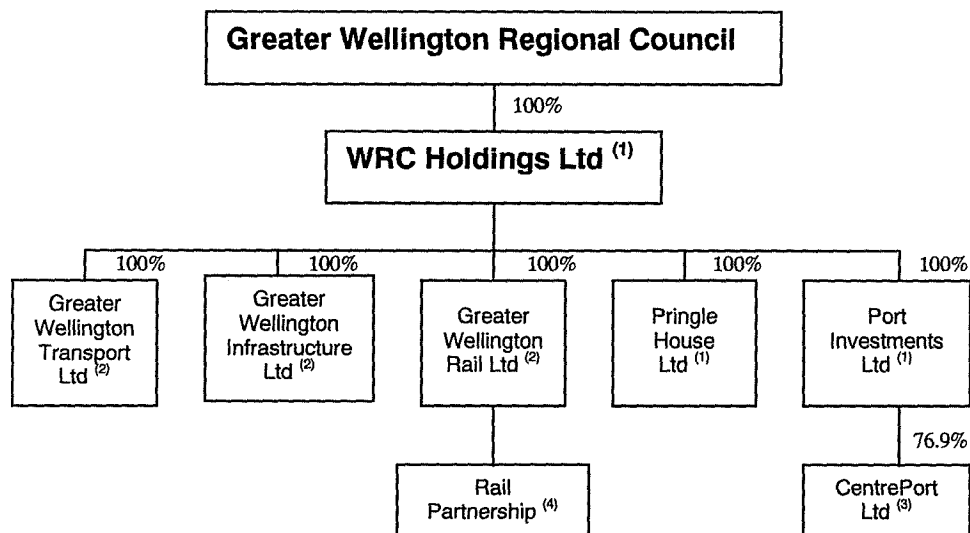 Greater Wellington Regional Council
100%
WRC Holdings Ltd (1)
100%
100%
100%
100%
100%
Greater
Wellington
Transport
Ltd (2)
Greater
Wellington
Infrastructure
Ltd (2)
Greater
Wellington
Rail Ltd (2)
Pringle
House
Ltd (1)
Port
Investments
Ltd (1)
76.9%
Rail
Partnership (4)
CentrePort
Ltd (3)